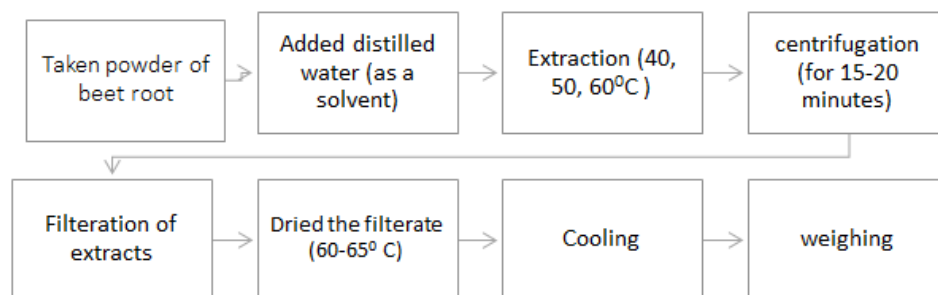 Taken powder of
beet root
Added distilled
water (as a
solvent)
Extraction (40,
50, 60⁰C )
centrifugation
(for 15-20
minutes)
Filteration of
extracts
Dried the filterate
(60-65⁰ C)
Cooling
weighing